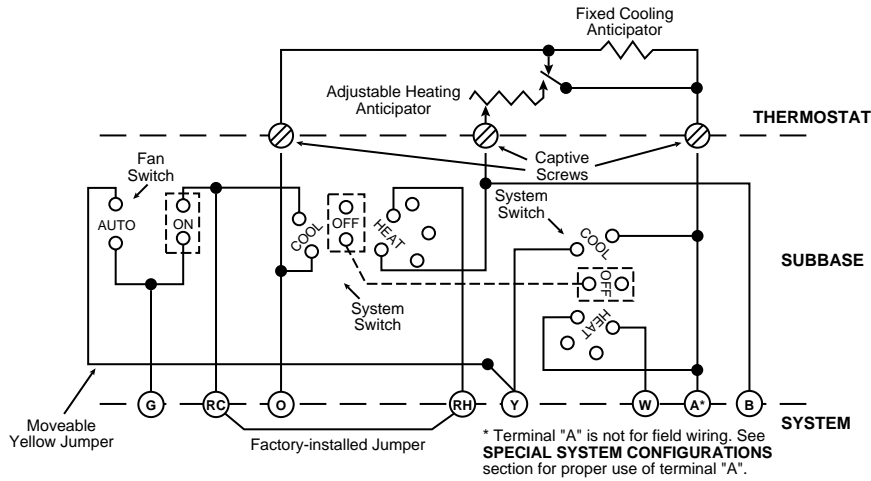 Fixed Cooling
Anticipator
Adjustable Heating
Anticipator
THERMOSTAT
Fan
Switch
Captive
Screws
System
Switch
AUTO
ON
COOL
OFF
HEAT
COOL
OFF
HEAT
SUBBASE
System
Switch
G
RC
O
RH
Y
W
A*
B
SYSTEM
Moveable
Yellow Jumper
Factory-installed Jumper
* Terminal "A" is not for field wiring. See
SPECIAL SYSTEM CONFIGURATIONS
section for proper use of terminal "A".